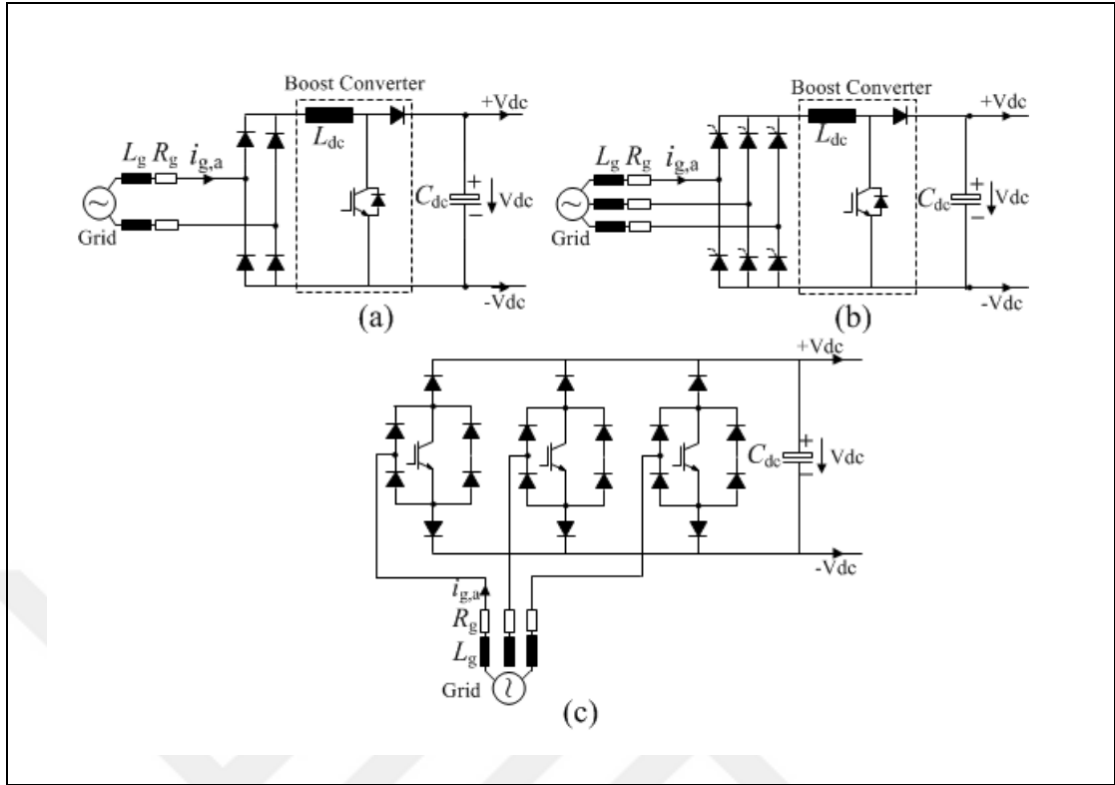 Boost Converter
+Vdc
Ldc
Lg Rg ig,a
Cdc
+
Vdc
−
Grid
-Vdc
(a)
Boost Converter
+Vdc
Ldc
Lg Rg ig,a
Cdc
+
Vdc
−
Grid
-Vdc
(b)
+Vdc
Cdc
+
Vdc
−
-Vdc
ig,a
Rg
Lg
Grid
(c)